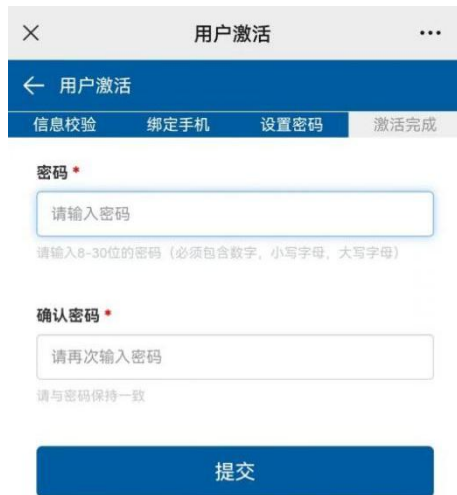 用户激活
用户激活
信息校验 绑定手机 设置密码 激活完成
密码 *
请输入密码
请输入8-30位的密码（必须包含数字，小写字母，大写字母）
确认密码 *
请再次输入密码
请与密码保持一致
提交